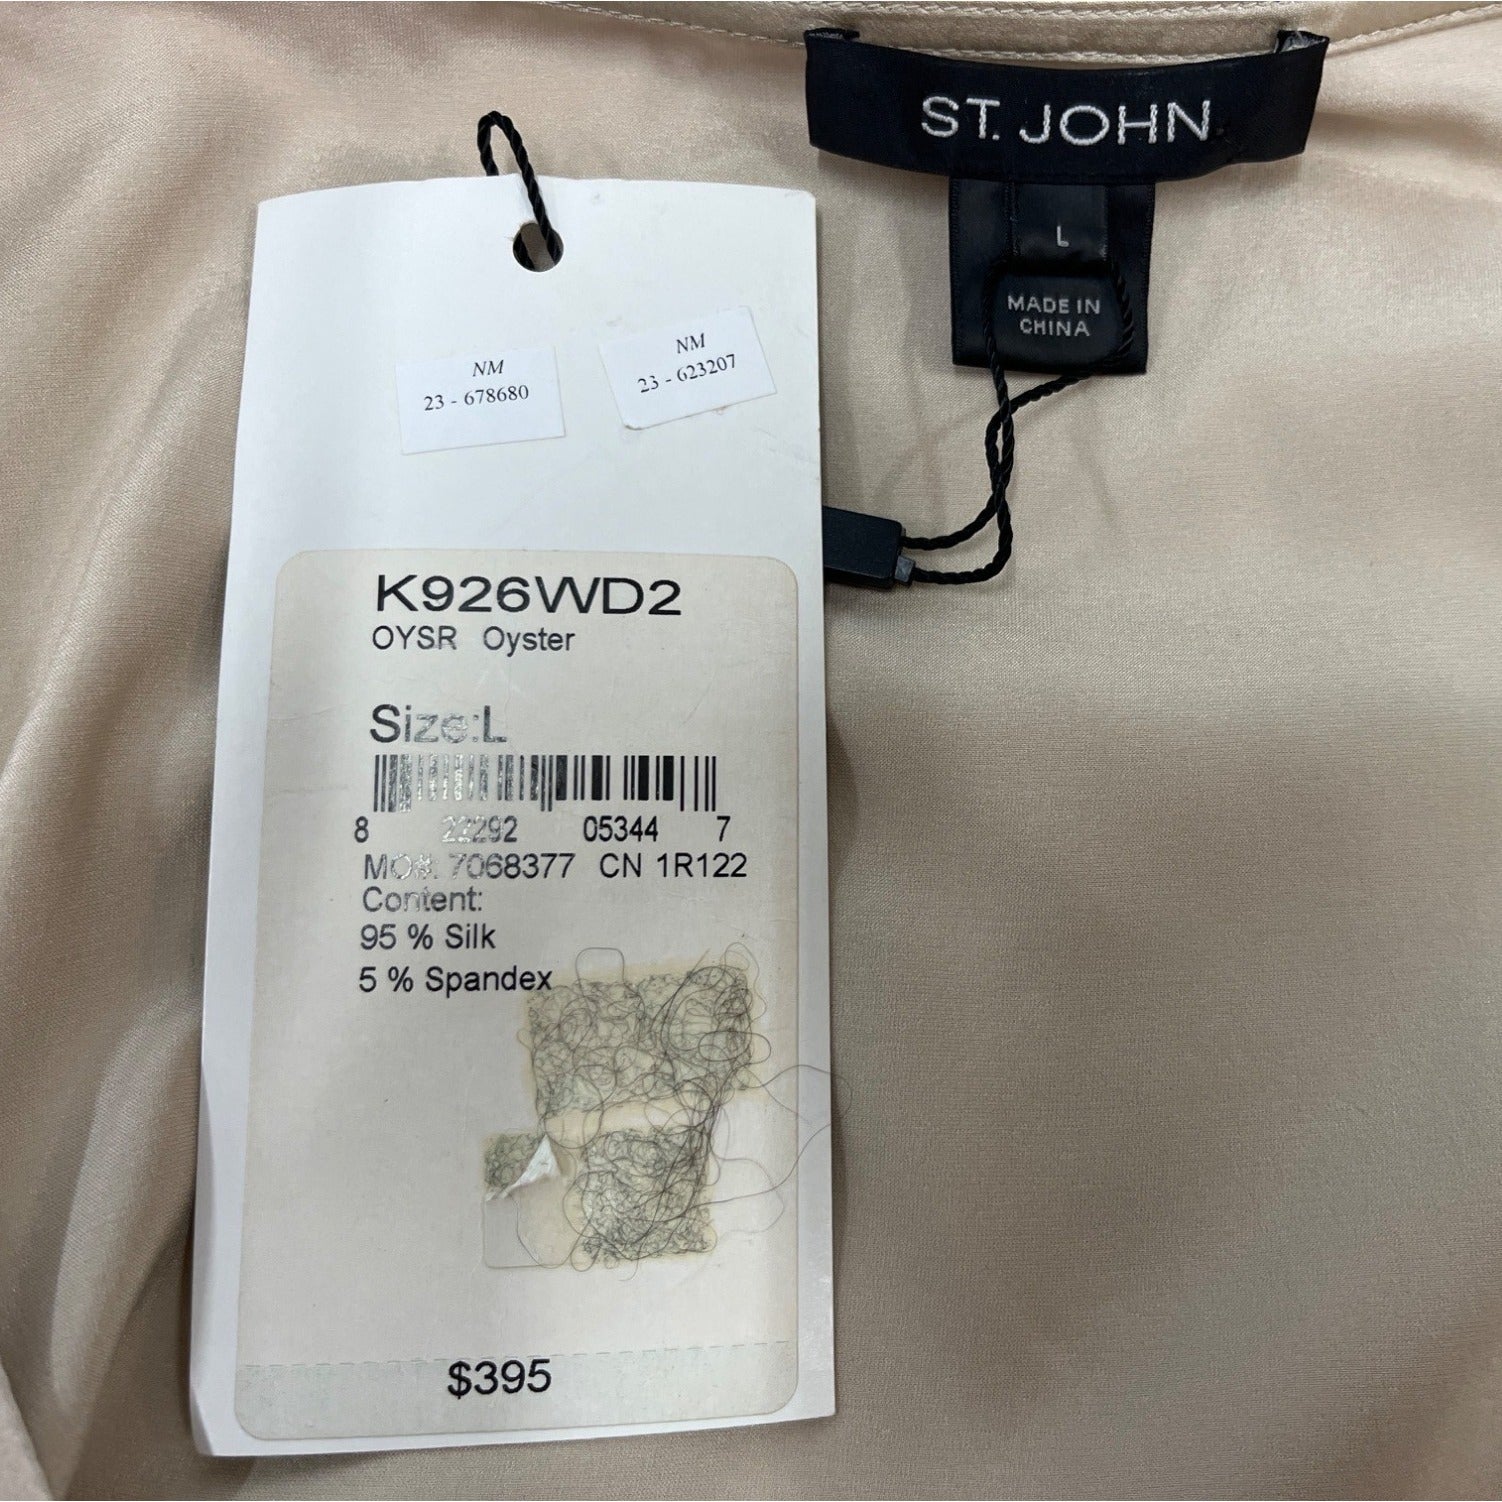 ST. JOHN
L
MADE IN
CHINA
NM
23 - 678680
NM
23 - 623207
K926WD2
OYSR Oyster
Size:L
8 22292 05344 7
MO#: 7068377 CN 1R122
Content:
95 % Silk
5 % Spandex
$395